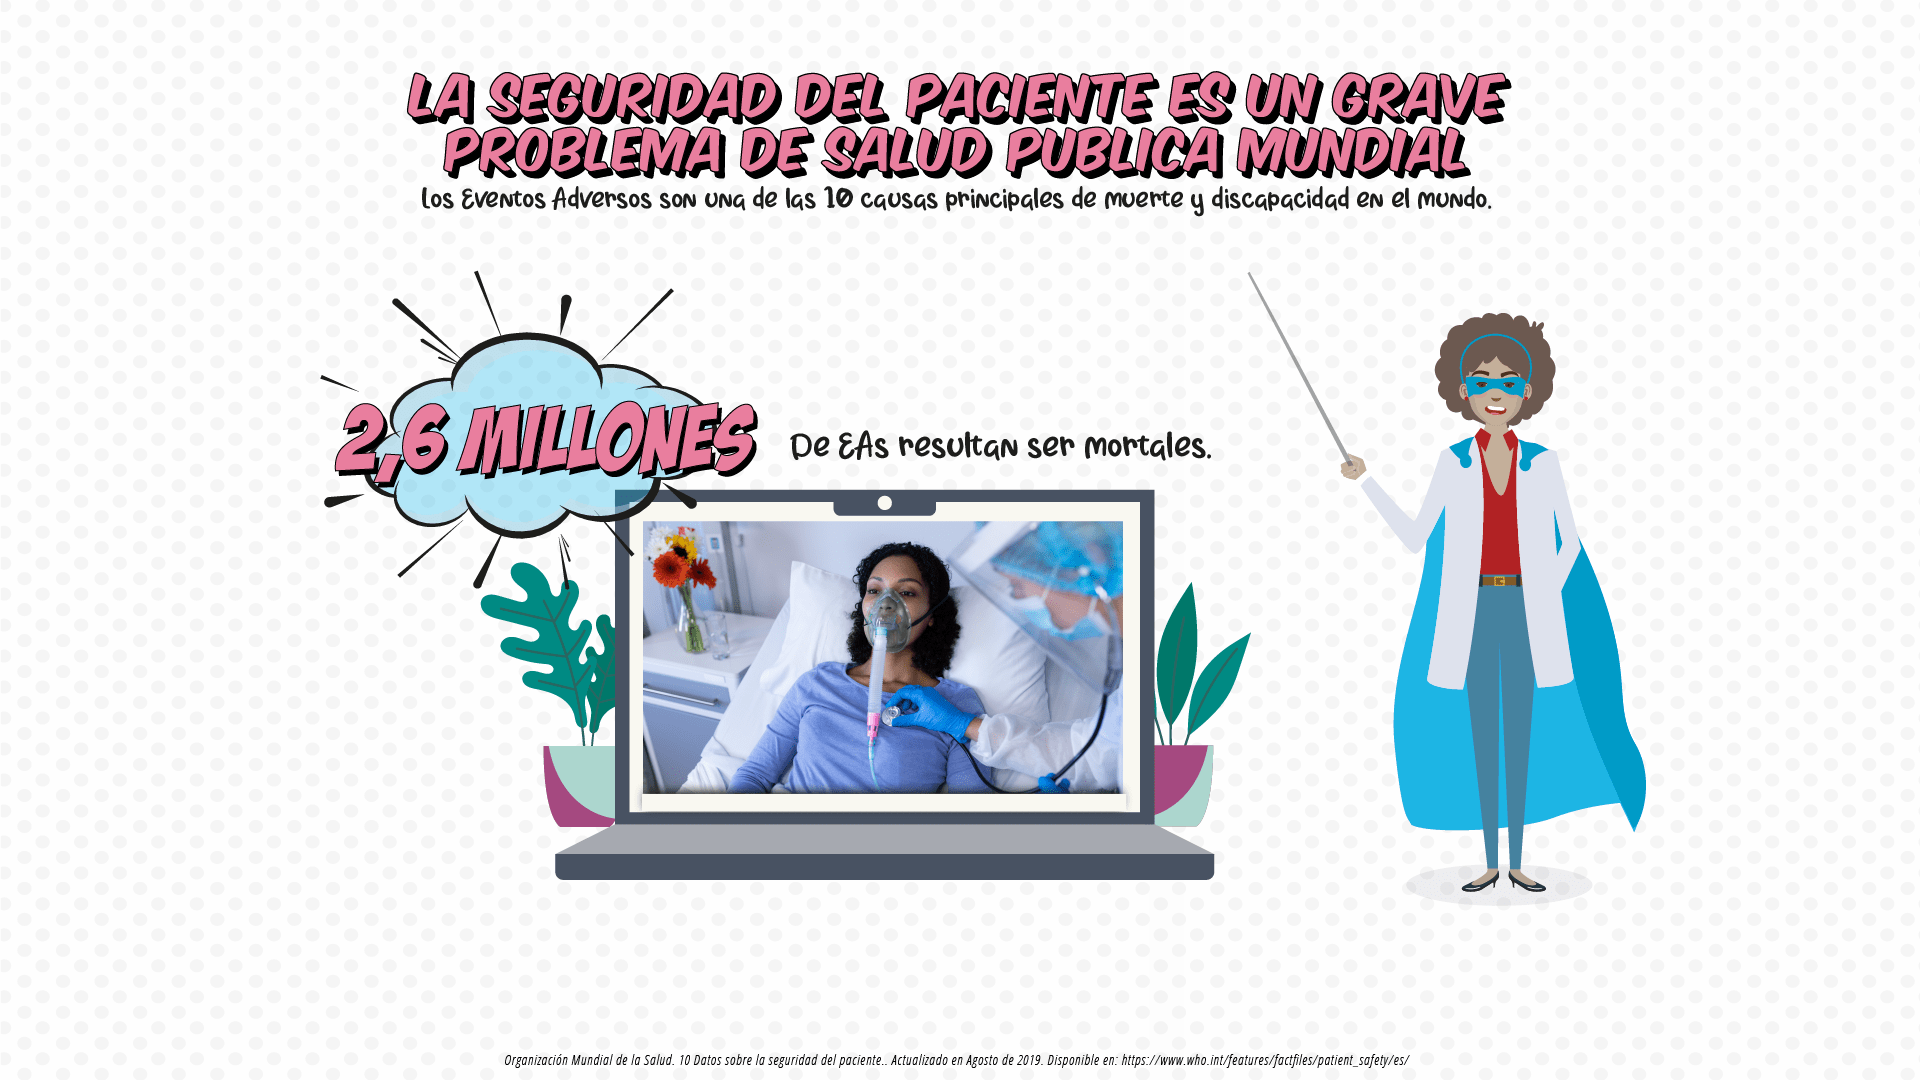 LA SEGURIDAD DEL PACIENTE ES UN GRAVE
PROBLEMA DE SALUD PUBLICA MUNDIAL
Los Eventos Adversos son una de las 10 causas principales de muerte y discapacidad en el mundo.
2,6 MILLONES
De EAs resultan ser mortales.
Organización Mundial de la Salud. 10 Datos sobre la seguridad del paciente.. Actualizado en Agosto de 2019. Disponible en: https://www.who.int/features/factfiles/patient_safety/es/